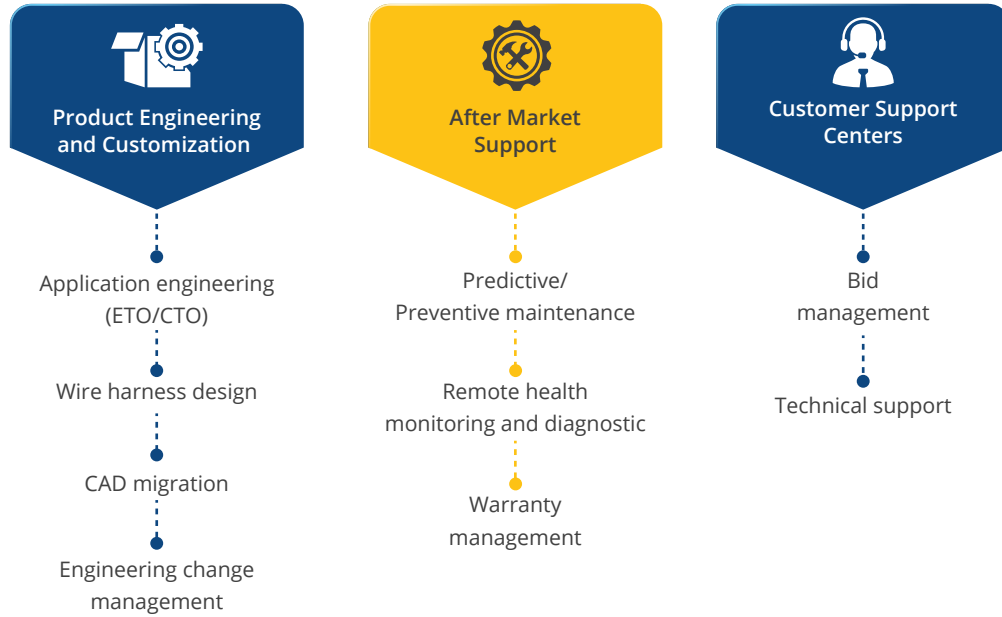 Product Engineering
and Customization
Application engineering
(ETO/CTO)
Wire harness design
CAD migration
Engineering change
management
After Market
Support
Predictive/
Preventive maintenance
Remote health
monitoring and diagnostic
Warranty
management
Customer Support
Centers
Bid
management
Technical support